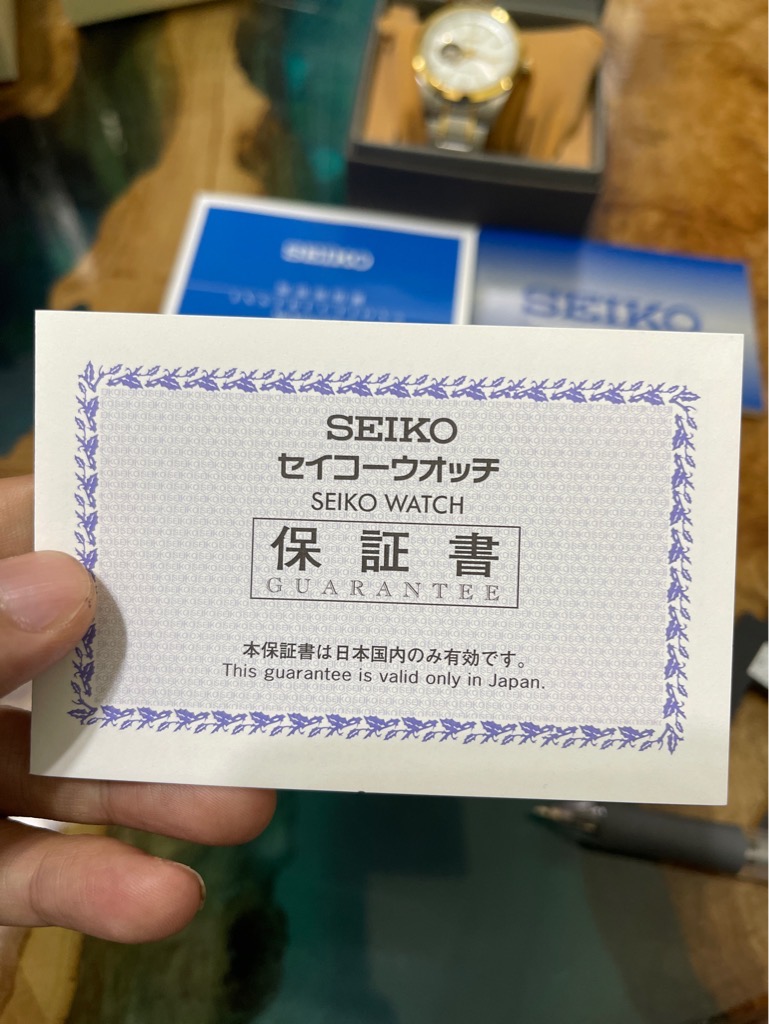 SEIKO
SEIKO
SEIKO
セイコーウオッチ
SEIKO WATCH
保証書
GUARANTEE
本保証書は日本国内のみ有効です。
This guarantee is valid only in Japan.